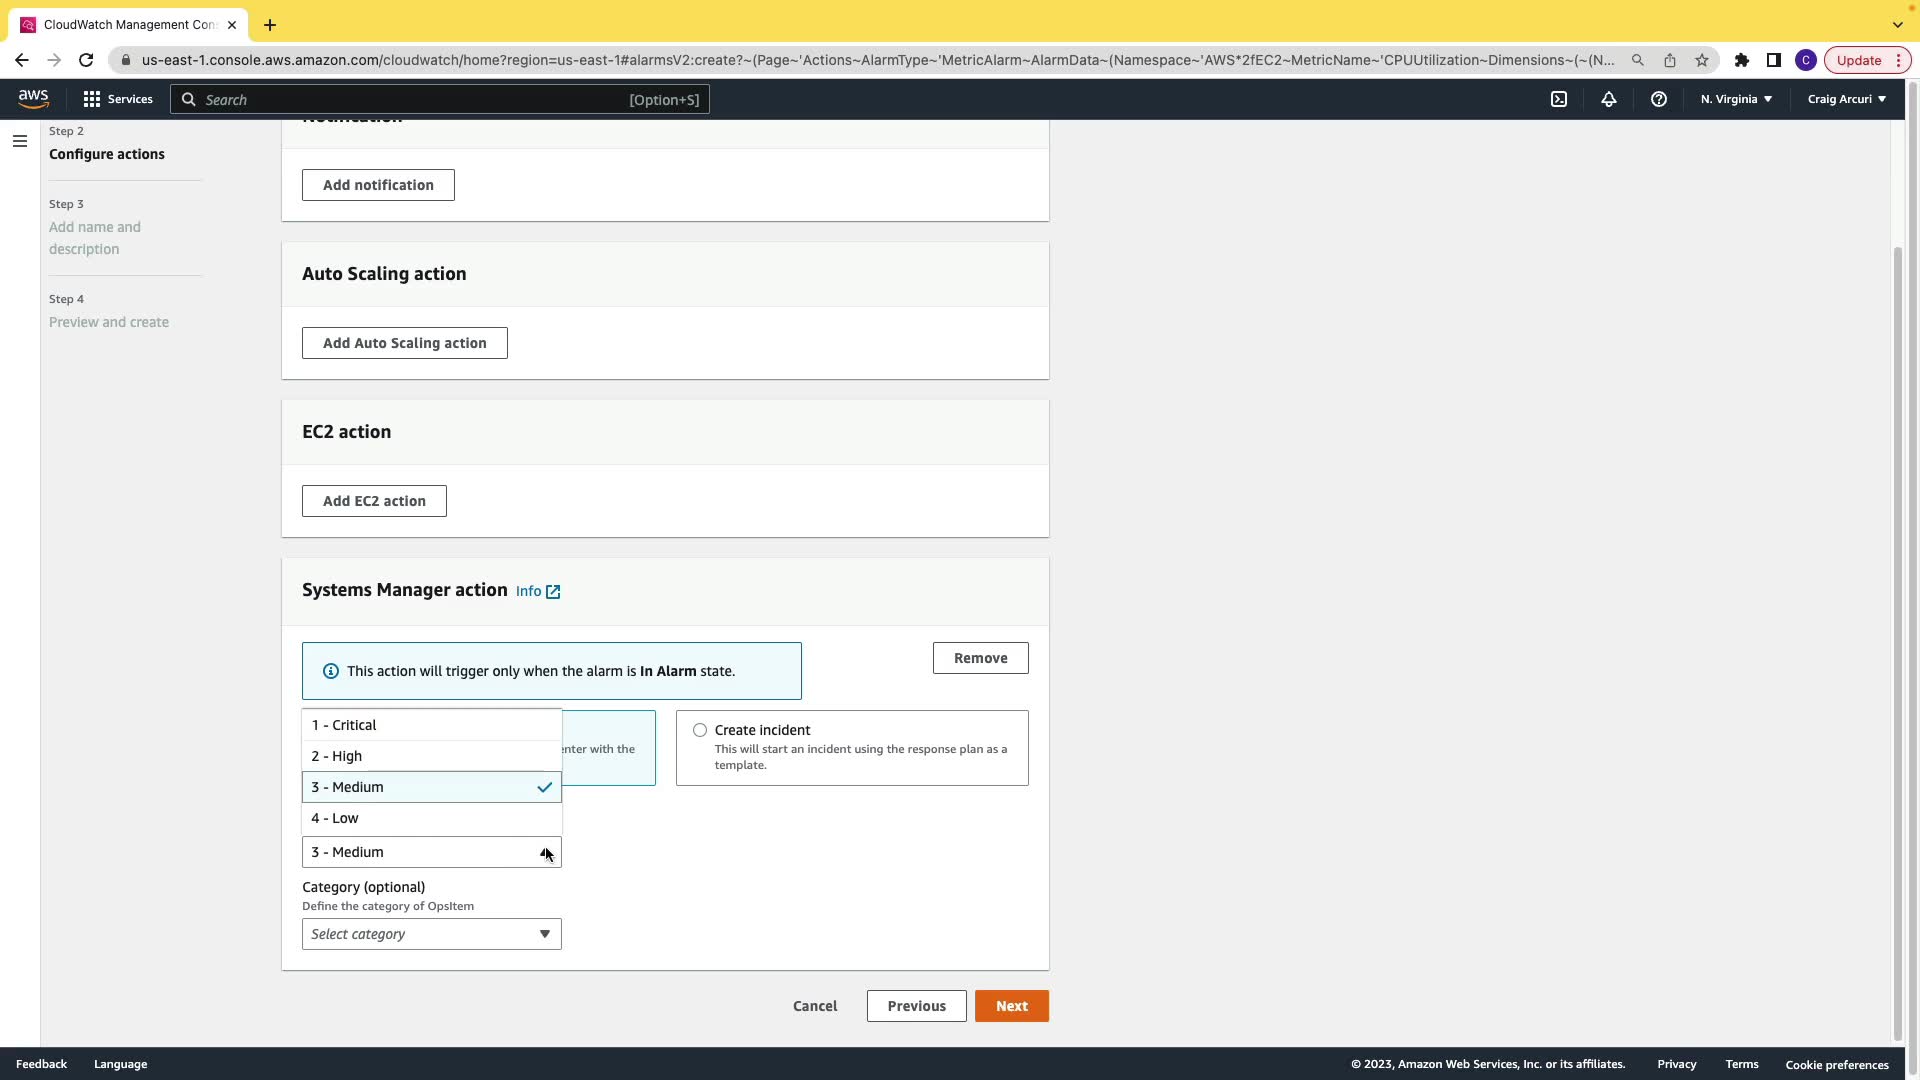 CloudWatch Management Con
us-east-1.console.aws.amazon.com/cloudwatch/home?region=us-east-1#alarmsV2:create?~(Page~'Actions~AlarmType~'MetricAlarm~AlarmData~(Namespace~'AWS*2fEC2~MetricName~'CPUUtilization~Dimensions~(~(N...
C
Update
aws
Services
Search
[Option+S]
N. Virginia
Craig Arcuri
Step 2
Configure actions
Step 3
Add name and
description
Step 4
Preview and create
Notification
Add notification
Auto Scaling action
Add Auto Scaling action
EC2 action
Add EC2 action
Systems Manager action Info
This action will trigger only when the alarm is In Alarm state.
Remove
1 - Critical
2 - High
3 - Medium
4 - Low
enter with the
Create incident
This will start an incident using the response plan as a
template.
3 - Medium
Category (optional)
Define the category of OpsItem
Select category
Cancel
Previous
Next
Feedback
Language
© 2023, Amazon Web Services, Inc. or its affiliates.
Privacy
Terms
Cookie preferences